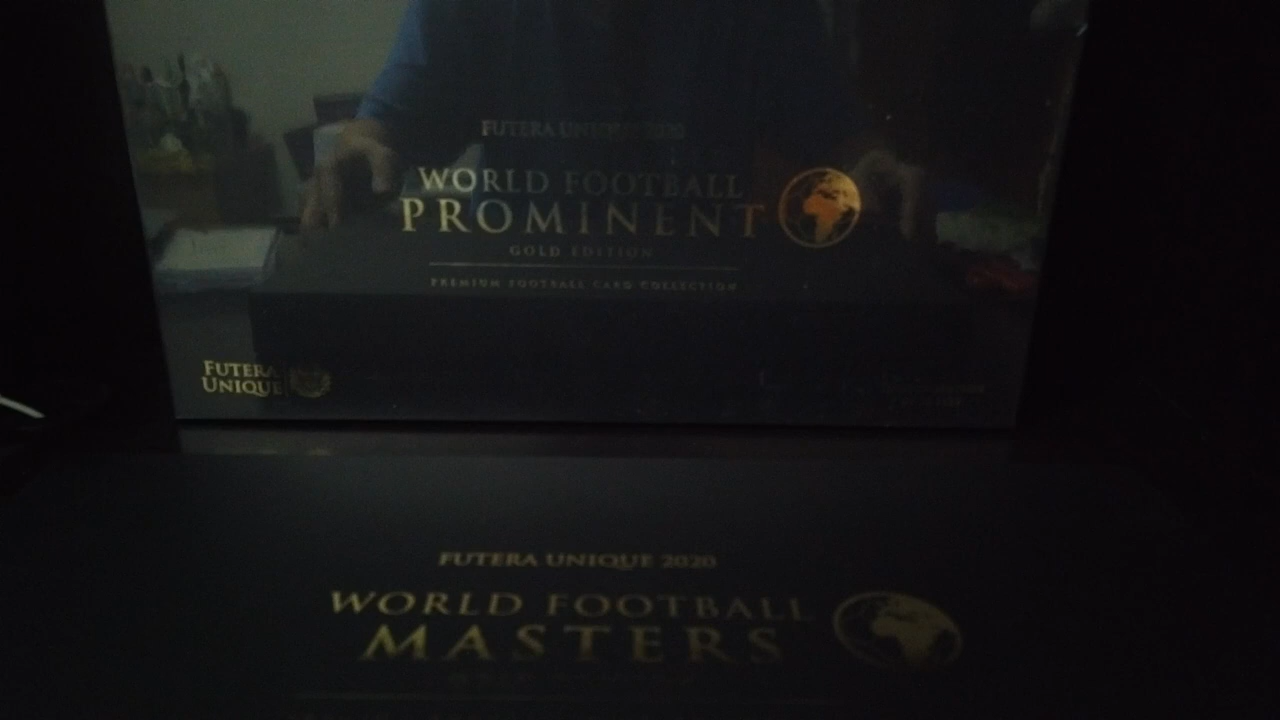 FUTERA UNIQUE 2020
WORLD FOOTBALL
PROMINENT
GOLD EDITION
PREMIUM FOOTBALL CARD COLLECTION
FUTERA
UNIQUE
FUTERA UNIQUE 2020
WORLD FOOTBALL
MASTERS